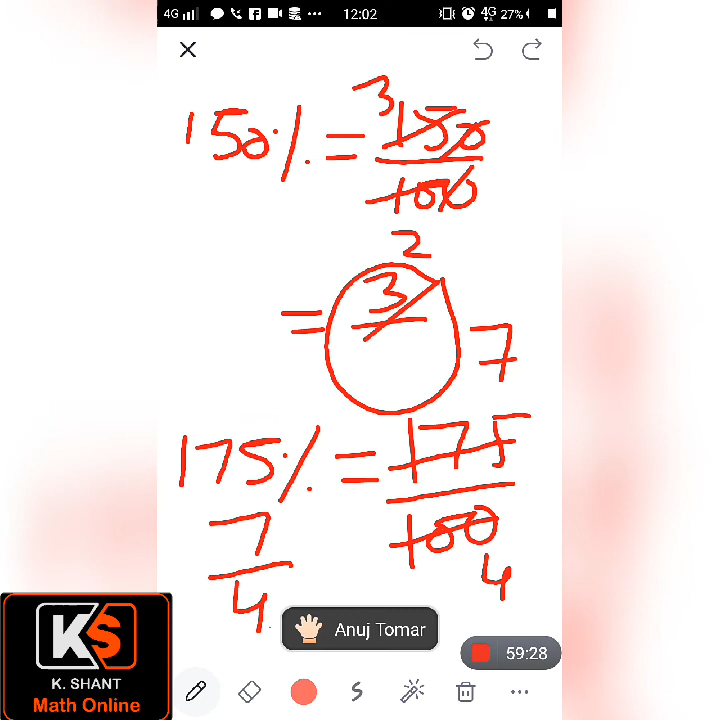 4G 12:02 4G 27%
3
150% = 150
100
2
= 3
7
175% = 175
100
4
7
4
Anuj Tomar
59:28
KS
K. SHANT
Math Online